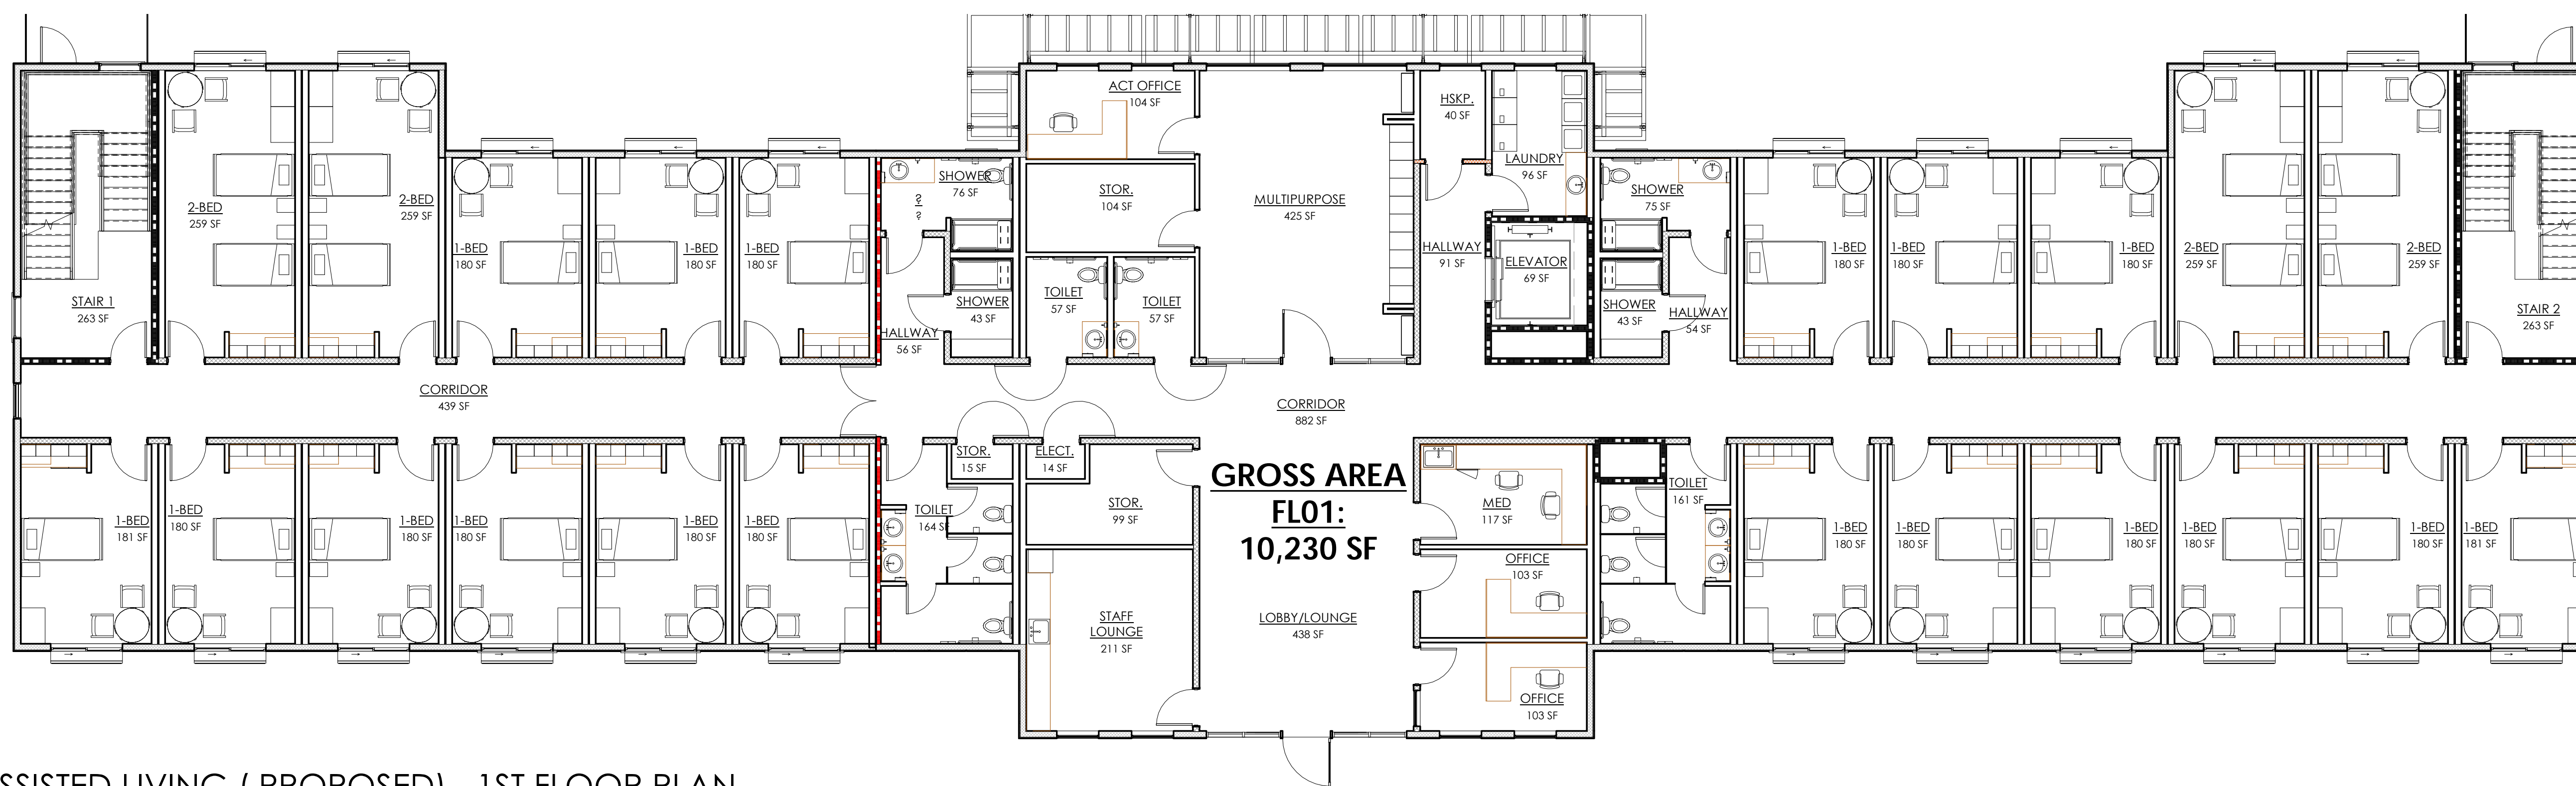 ACT OFFICE
104 SF
HSKP.
40 SF
LAUNDRY
96 SF
SHOWER
76 SF
?
?
STOR.
104 SF
MULTIPURPOSE
425 SF
SHOWER
75 SF
2-BED
259 SF
2-BED
259 SF
1-BED
180 SF
1-BED
180 SF
1-BED
180 SF
HALLWAY
91 SF
ELEVATOR
69 SF
1-BED
180 SF
1-BED
180 SF
1-BED
180 SF
2-BED
259 SF
2-BED
259 SF
STAIR 1
263 SF
SHOWER
43 SF
HALLWAY
56 SF
TOILET
57 SF
TOILET
57 SF
SHOWER
43 SF
HALLWAY
54 SF
STAIR 2
263 SF
CORRIDOR
439 SF
CORRIDOR
882 SF
STOR.
15 SF
ELECT.
14 SF
GROSS AREA
FL01:
10,230 SF
1-BED
181 SF
1-BED
180 SF
1-BED
180 SF
1-BED
180 SF
1-BED
180 SF
1-BED
180 SF
TOILET
164 SF
STOR.
99 SF
MED
117 SF
TOILET
161 SF
1-BED
180 SF
1-BED
180 SF
1-BED
180 SF
1-BED
180 SF
1-BED
180 SF
1-BED
181 SF
OFFICE
103 SF
STAFF
LOUNGE
211 SF
LOBBY/LOUNGE
438 SF
OFFICE
103 SF
SSISTED LIVING ( PROPOSED) - 1ST FLOOR PLAN